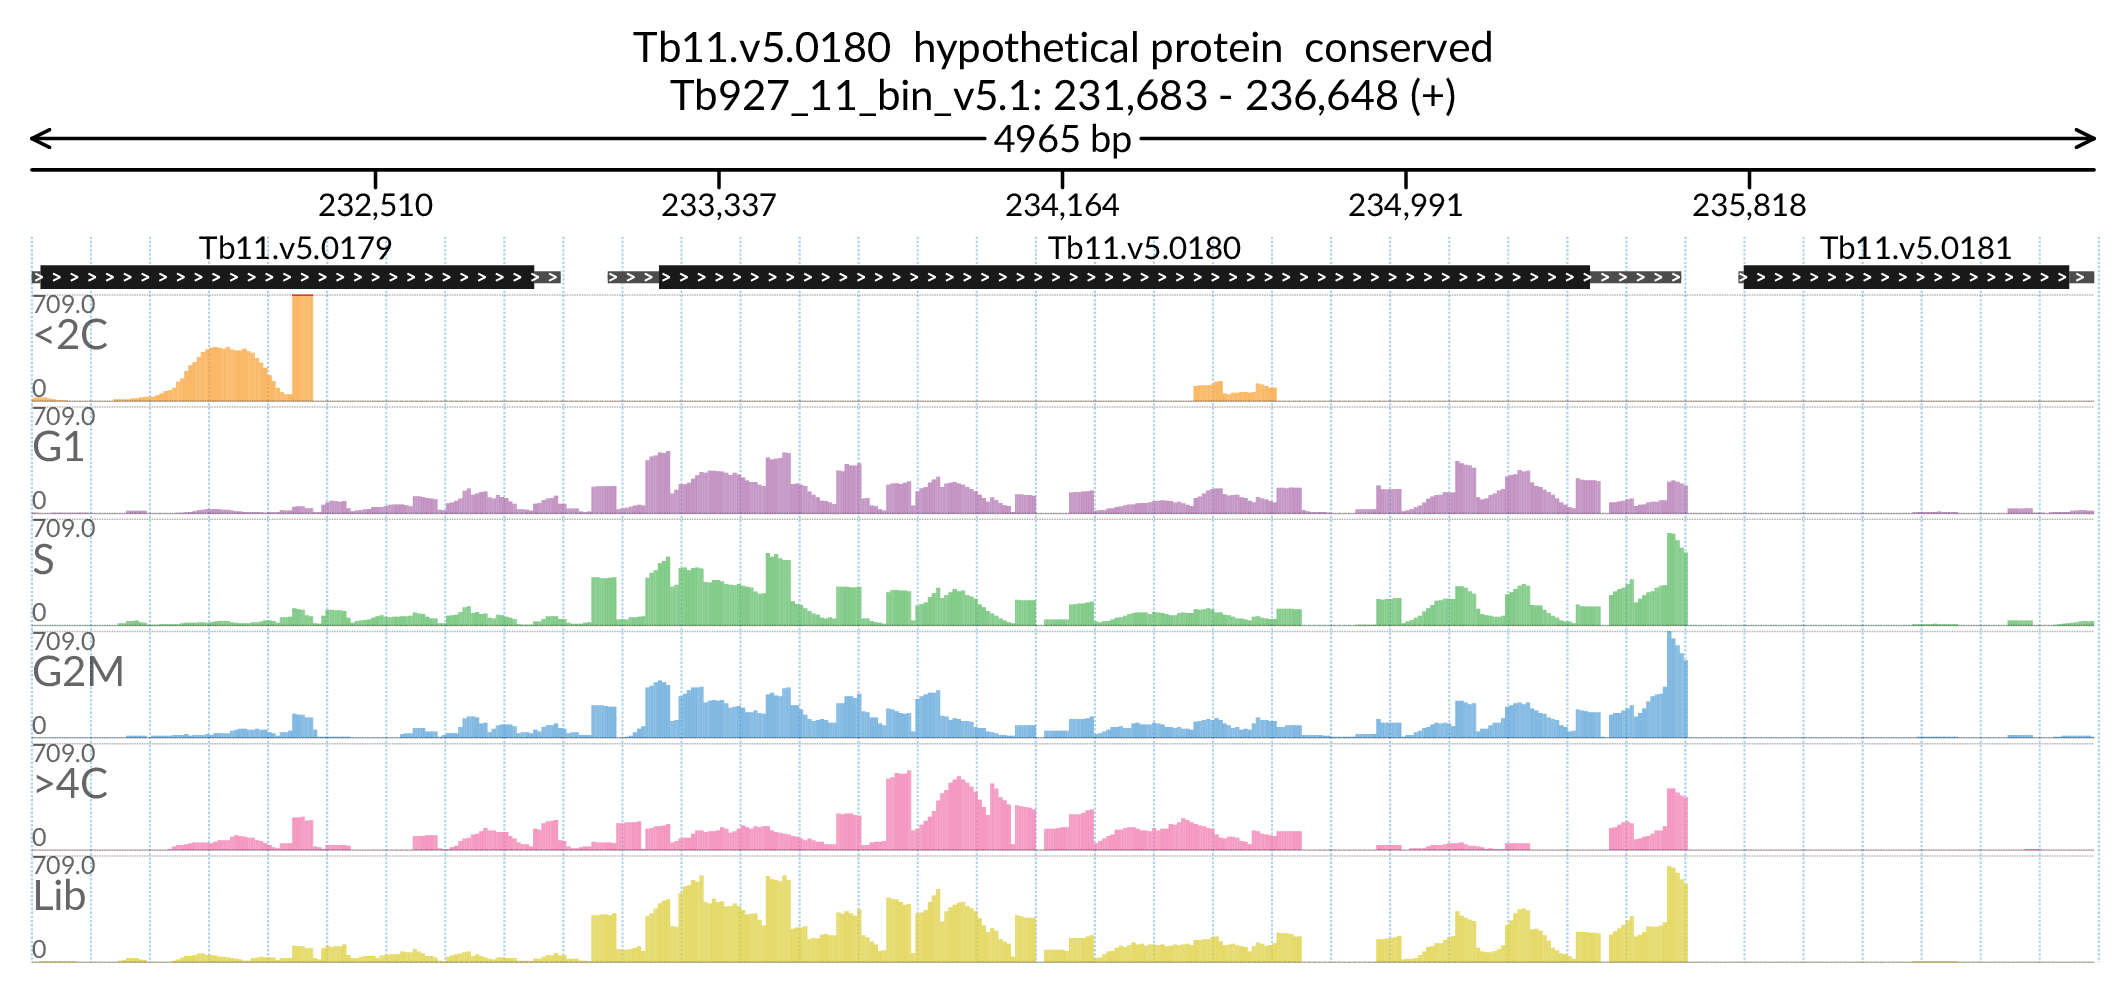 Tb11.v5.0180 hypothetical protein conserved
Tb927_11_bin_v5.1: 231,683 - 236,648 (+)
4965 bp
232,510 233,337 234,164 234,991 235,818
Tb11.v5.0179 Tb11.v5.0180 Tb11.v5.0181
709.0
<2C
0
709.0
G1
0
709.0
S
0
709.0
G2M
0
709.0
>4C
0
709.0
Lib
0